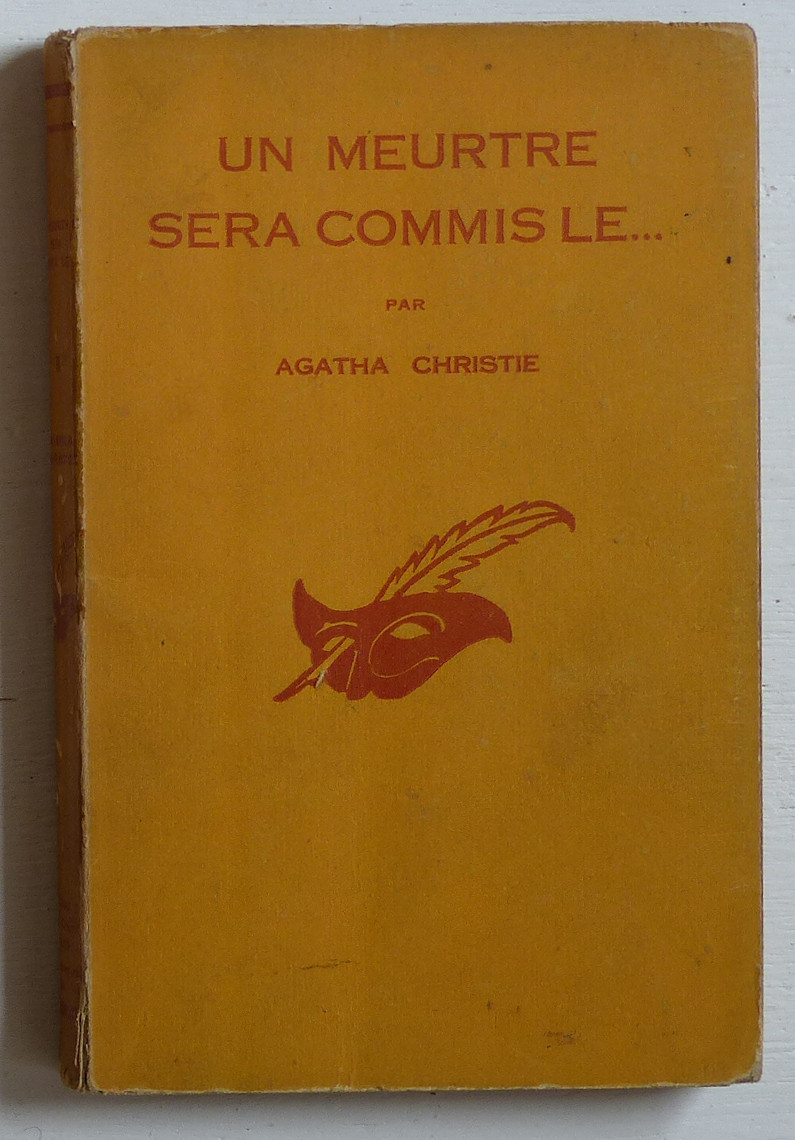 UN MEURTRE
SERA COMMIS LE...
PAR
AGATHA CHRISTIE